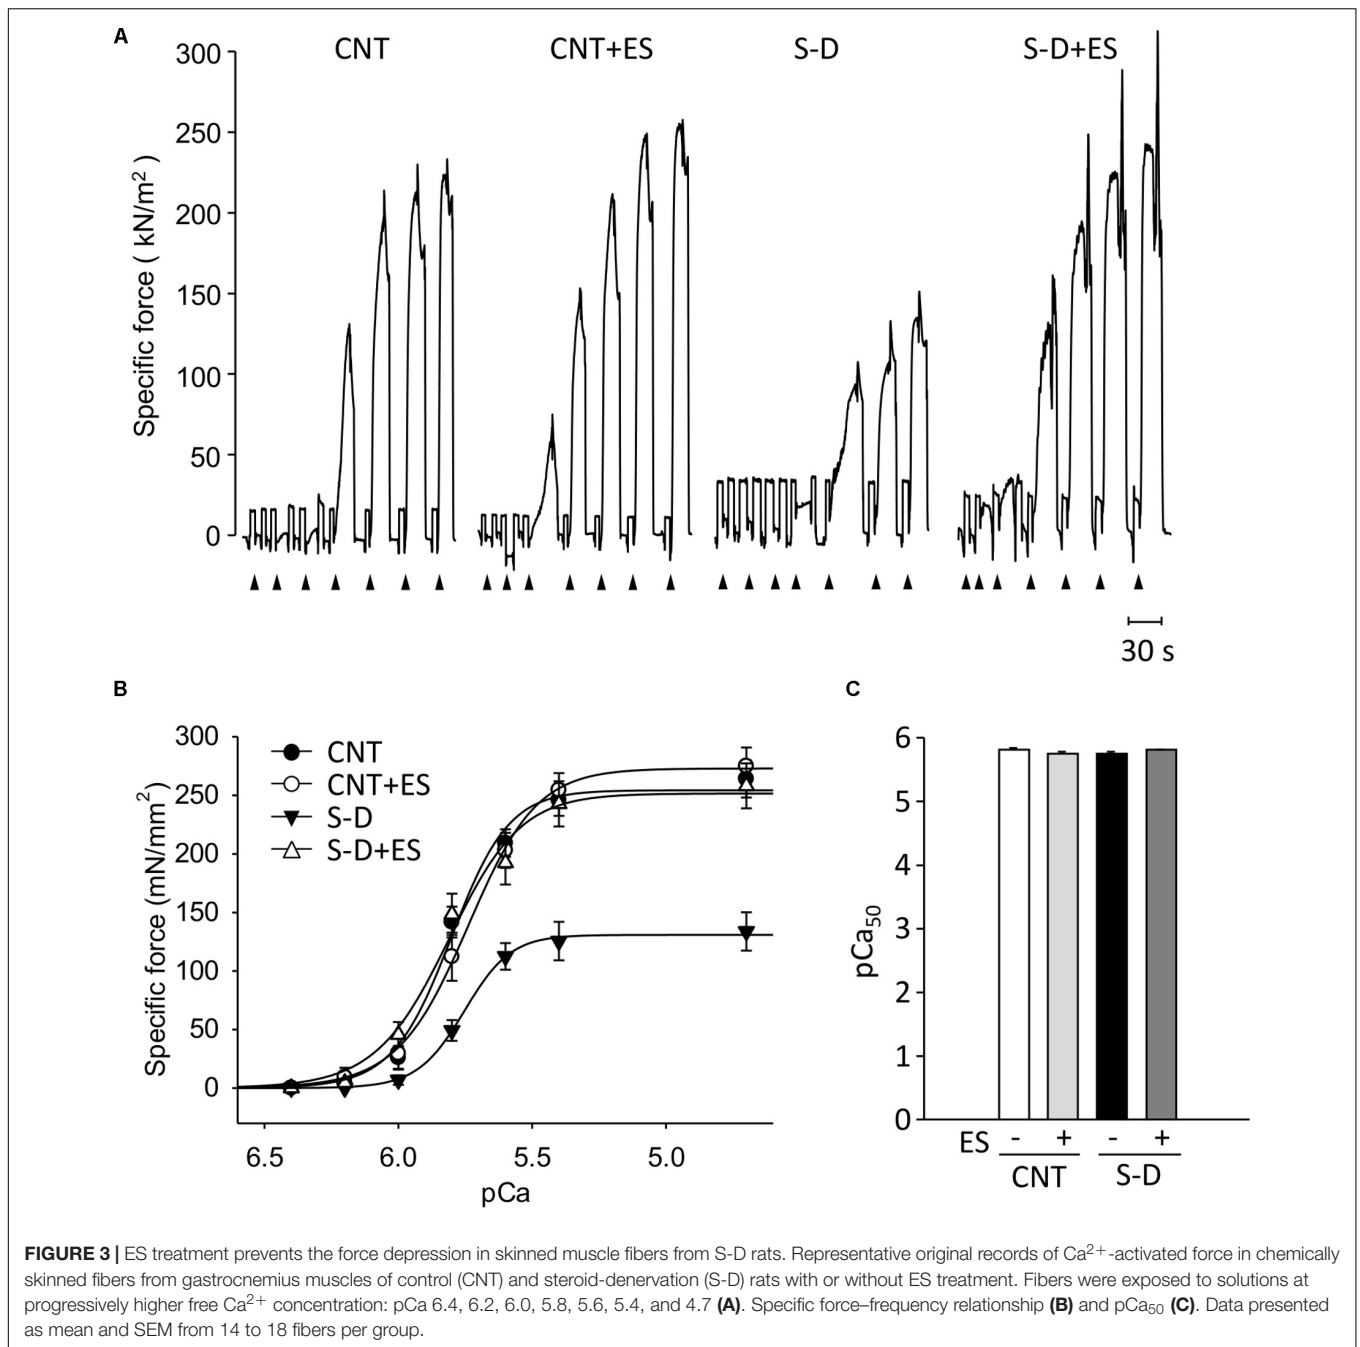 A
CNT CNT+ES S-D S-D+ES
300
250
200
150
100
50
0
Specific force ( kN/m2 )
30 s
B
300
250
200
150
100
50
0
Specific force (mN/mm2)
CNT
CNT+ES
S-D
S-D+ES
6.5 6.0 5.5 5.0
pCa
C
6
5
4
3
2
1
0
pCa50
ES - + - +
CNT S-D
FIGURE 3 | ES treatment prevents the force depression in skinned muscle fibers from S-D rats. Representative original records of Ca2+-activated force in chemically
skinned fibers from gastrocnemius muscles of control (CNT) and steroid-denervation (S-D) rats with or without ES treatment. Fibers were exposed to solutions at
progressively higher free Ca2+ concentration: pCa 6.4, 6.2, 6.0, 5.8, 5.6, 5.4, and 4.7 (A). Specific force–frequency relationship (B) and pCa50 (C). Data presented
as mean and SEM from 14 to 18 fibers per group.